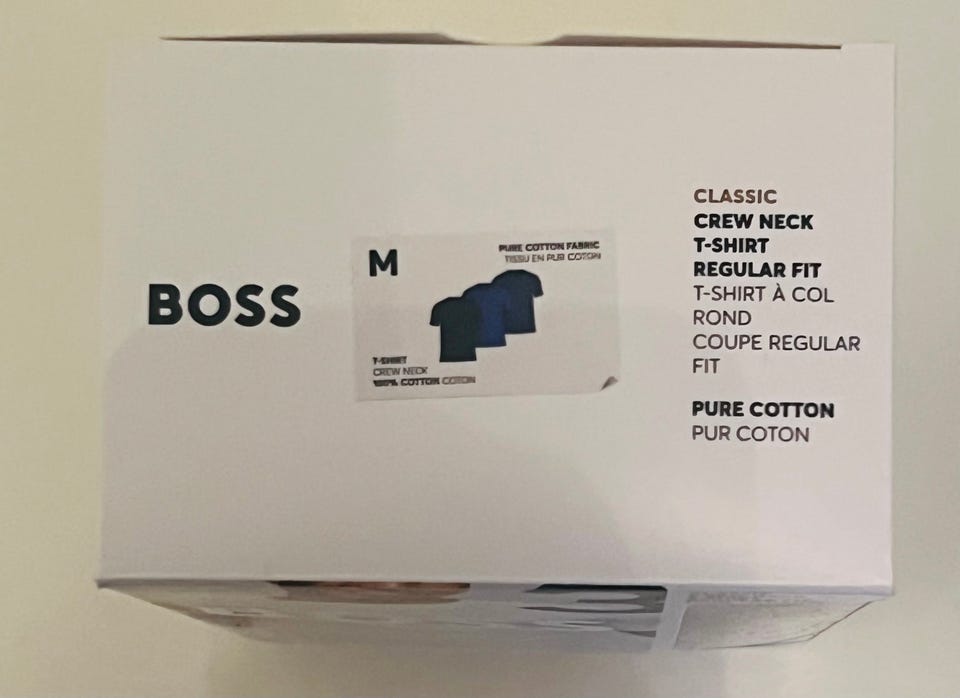 BOSS
M
PURE COTTON FABRIC
TISSU EN PUR COTON
T-SHIRT
CREW NECK
100% COTTON COTON
CLASSIC
CREW NECK
T-SHIRT
REGULAR FIT
T-SHIRT À COL
ROND
COUPE REGULAR
FIT
PURE COTTON
PUR COTON